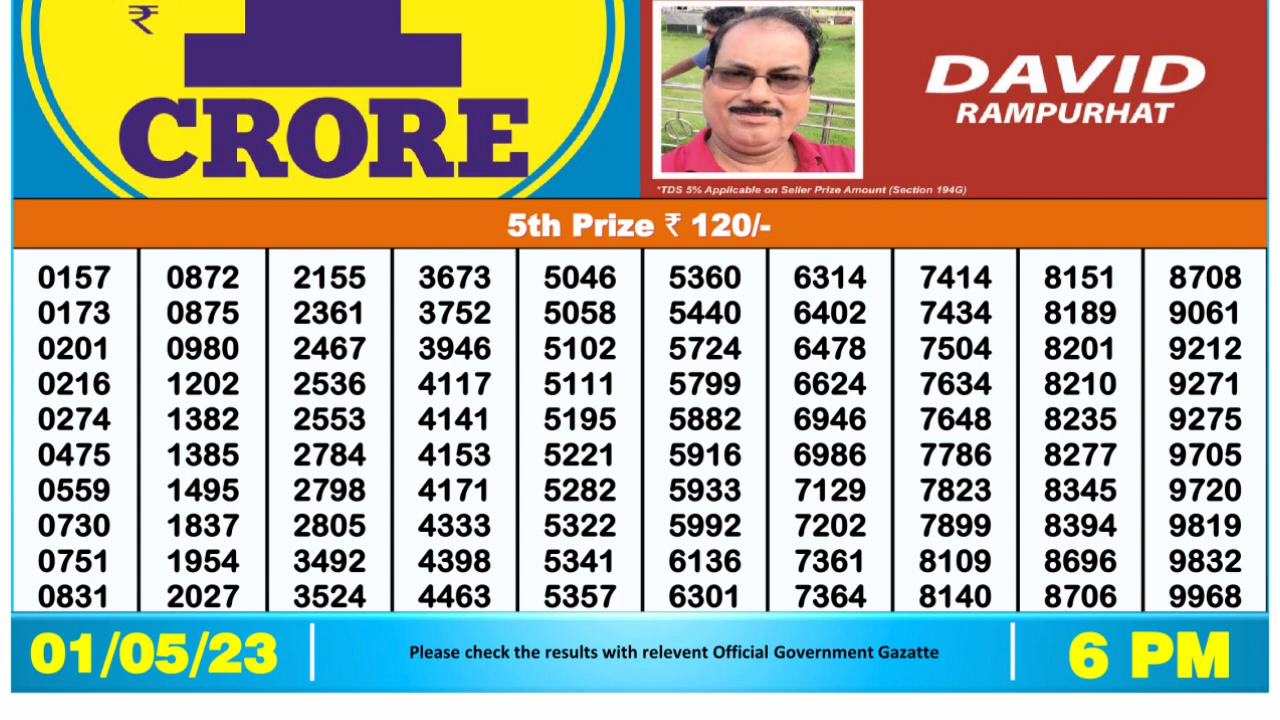 ₹
1
CRORE
DAVID
RAMPURHAT
*TDS 5% Applicable on Seller Prize Amount (Section 194G)
5th Prize ₹ 120/-
0157 0872 2155 3673 5046 5360 6314 7414 8151 8708
0173 0875 2361 3752 5058 5440 6402 7434 8189 9061
0201 0980 2467 3946 5102 5724 6478 7504 8201 9212
0216 1202 2536 4117 5111 5799 6624 7634 8210 9271
0274 1382 2553 4141 5195 5882 6946 7648 8235 9275
0475 1385 2784 4153 5221 5916 6986 7786 8277 9705
0559 1495 2798 4171 5282 5933 7129 7823 8345 9720
0730 1837 2805 4333 5322 5992 7202 7899 8394 9819
0751 1954 3492 4398 5341 6136 7361 8109 8696 9832
0831 2027 3524 4463 5357 6301 7364 8140 8706 9968
01/05/23
Please check the results with relevent Official Government Gazatte
6 PM